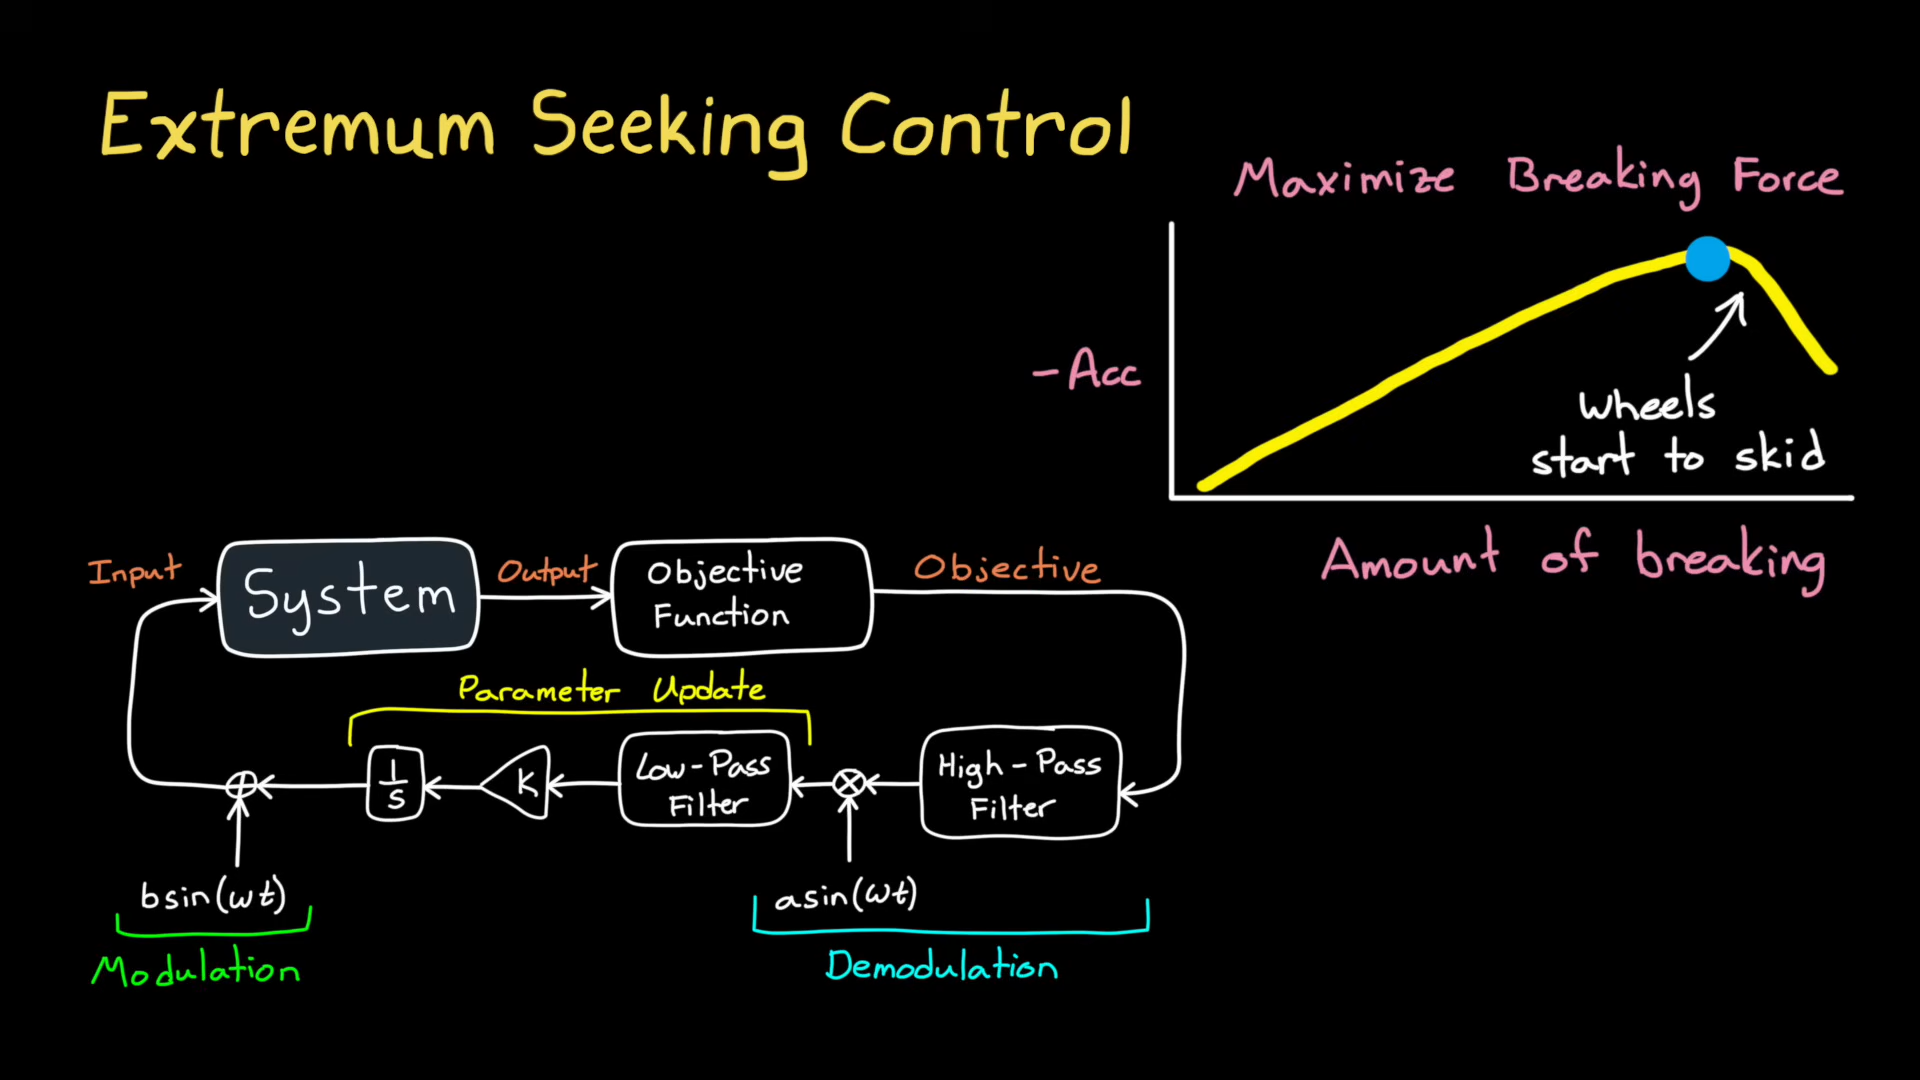 Extremum Seeking Control
Maximize Breaking Force
-Acc
Wheels
start to skid
Amount of breaking
Input
System
Output
Objective
Function
Objective
Parameter Update
1/s
K
Low-Pass
Filter
High-Pass
Filter
bsin(ωt)
asin(ωt)
Modulation
Demodulation